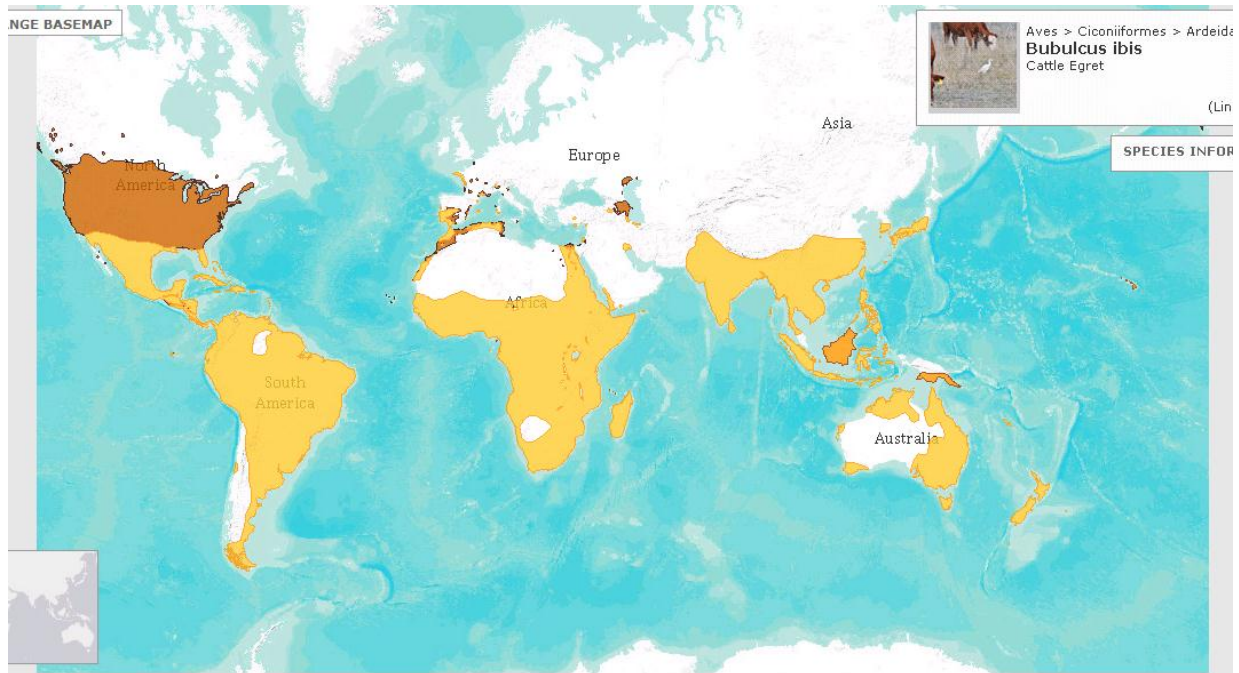 NGE BASEMAP
Aves > Ciconiiformes > Ardeida
Bubulcus ibis
Cattle Egret
(Lin
SPECIES INFOR
Asia
Europe
North
America
Africa
South
America
Australia